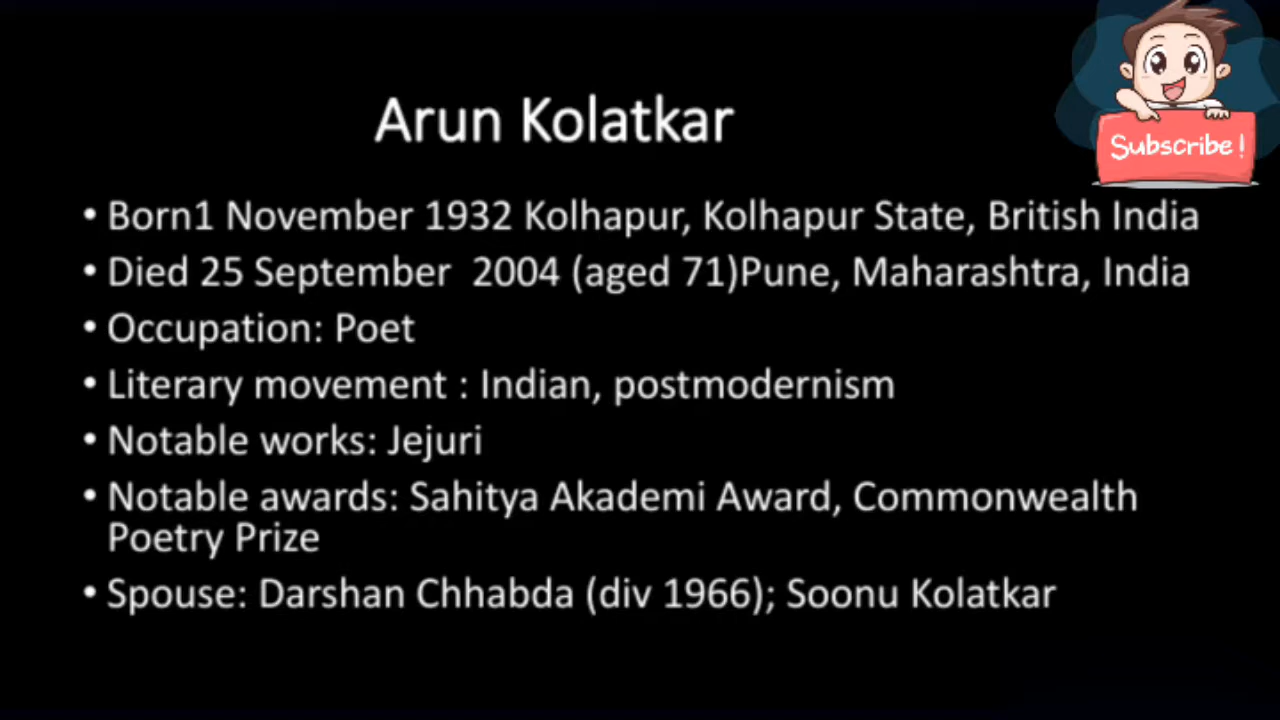 Arun Kolatkar
Subscribe!
• Born1 November 1932 Kolhapur, Kolhapur State, British India
• Died 25 September  2004 (aged 71)Pune, Maharashtra, India
• Occupation: Poet
• Literary movement : Indian, postmodernism
• Notable works: Jejuri
• Notable awards: Sahitya Akademi Award, Commonwealth
Poetry Prize
• Spouse: Darshan Chhabda (div 1966); Soonu Kolatkar